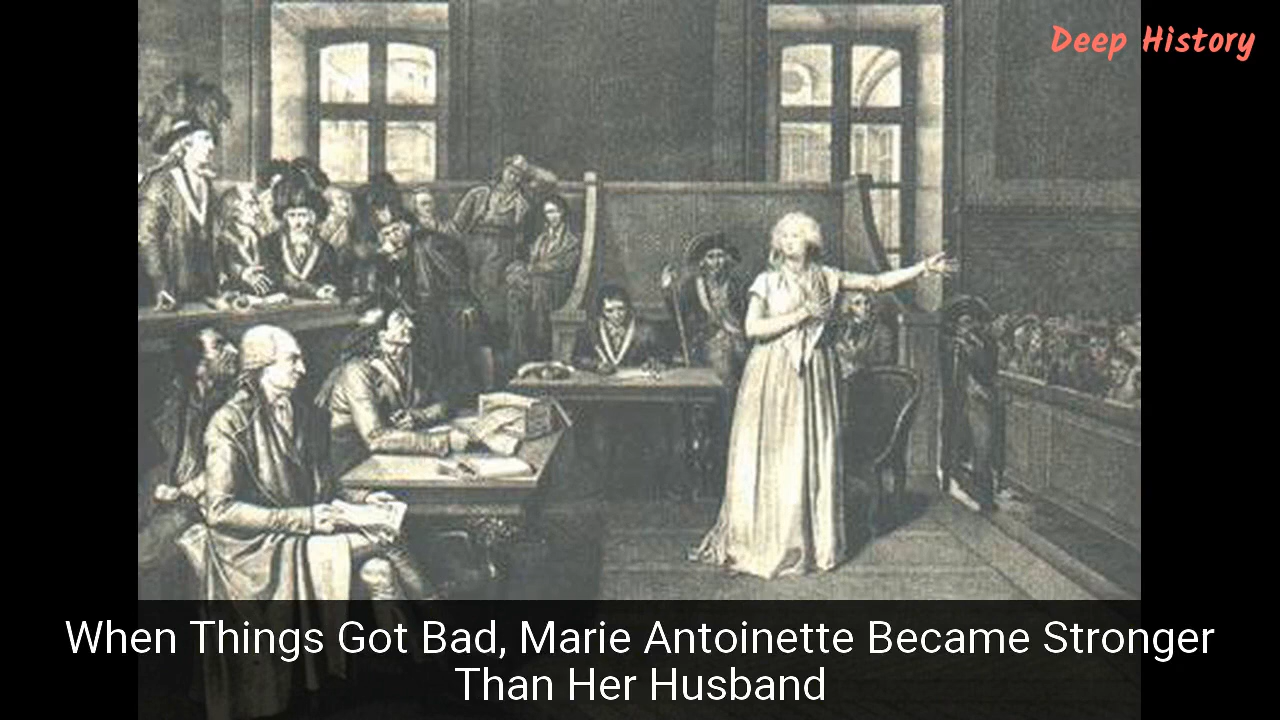 Deep History
When Things Got Bad, Marie Antoinette Became Stronger
Than Her Husband